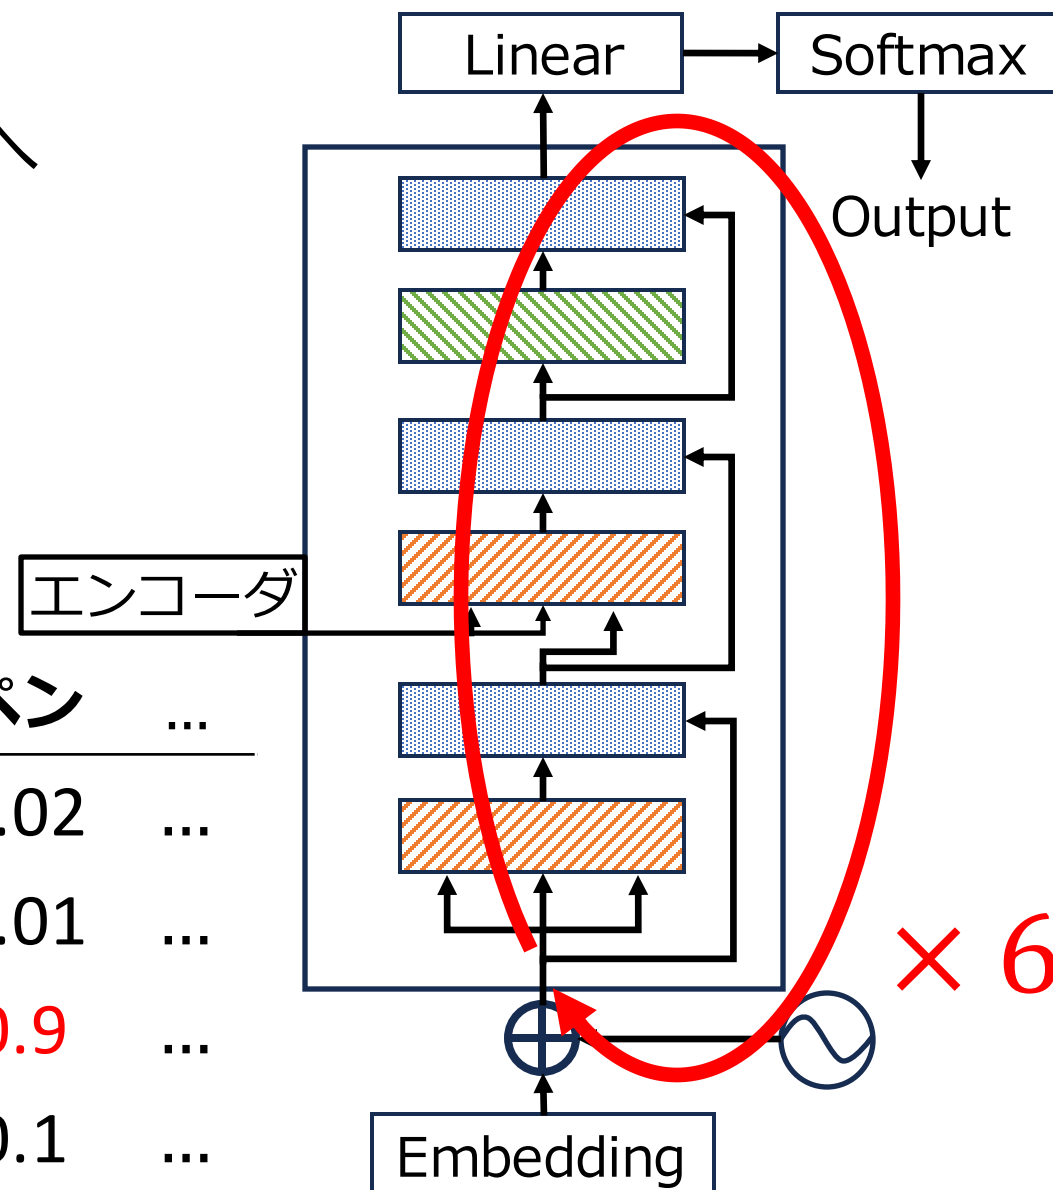 Linear
Softmax
Output
エンコーダ
ペン ...
.02 ...
.01 ...
0.9 ...
0.1 ...
× 6
Embedding